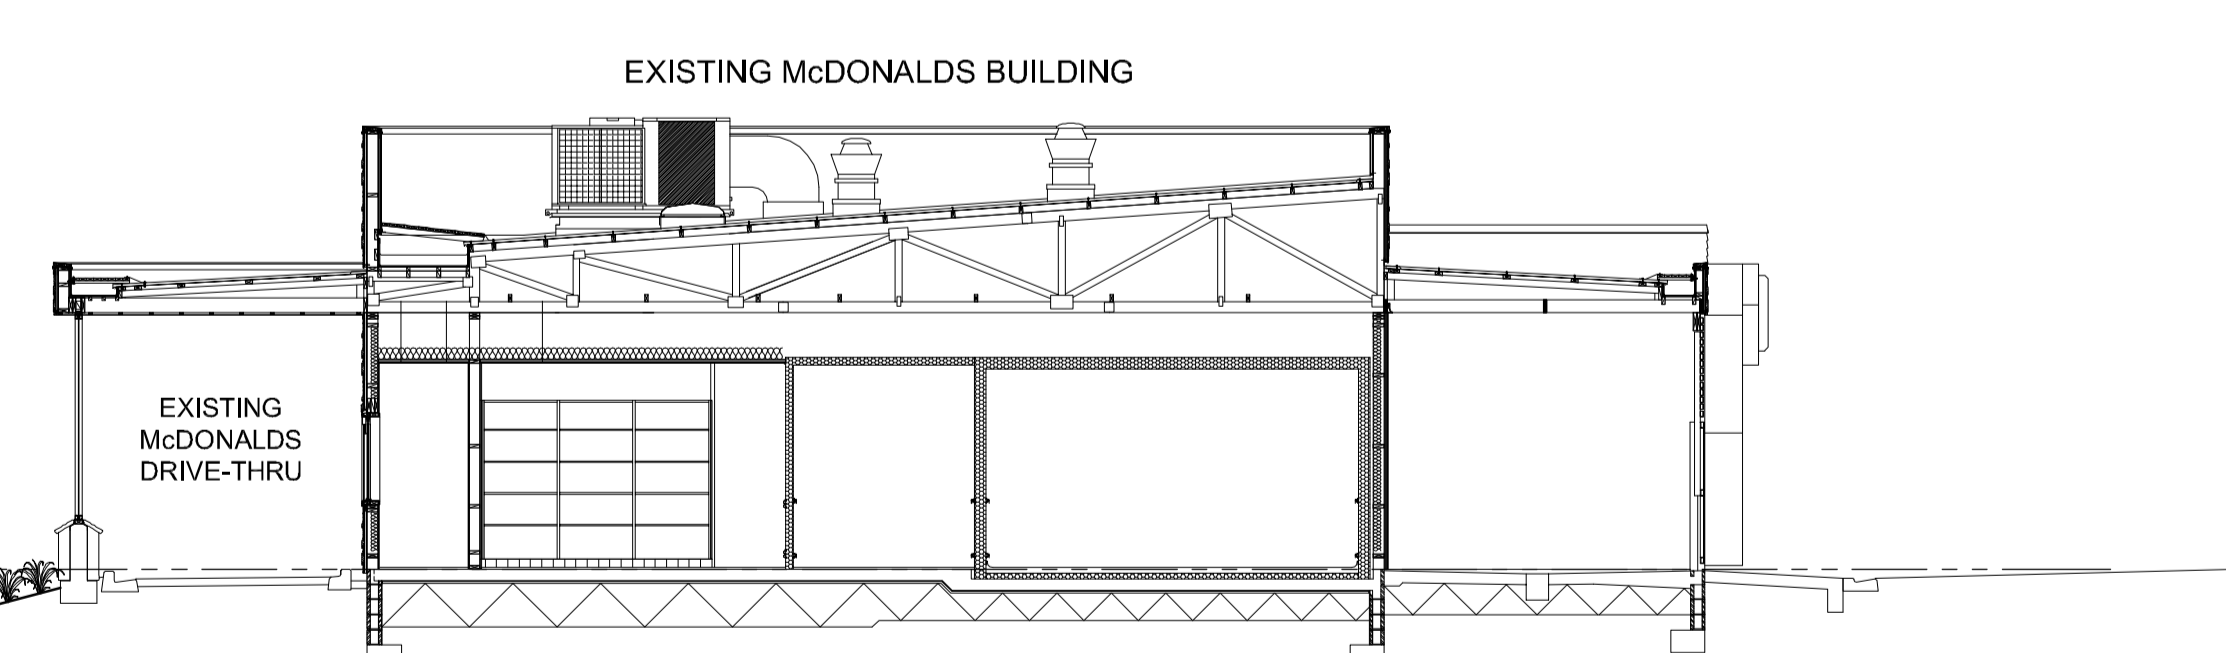 EXISTING McDONALDS BUILDING
EXISTING
McDONALDS
DRIVE-THRU